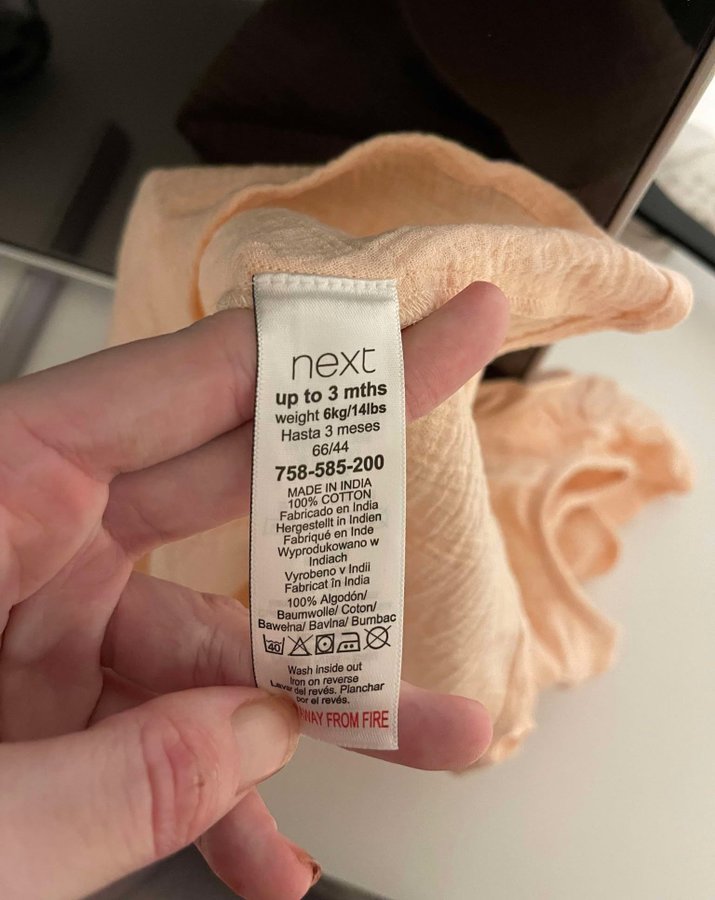 next
up to 3 mths
weight 6kg/14lbs
Hasta 3 meses
66/44
758-585-200
MADE IN INDIA
100% COTTON
Fabricado en India
Hergestellt in Indien
Fabriqué en Inde
Wyprodukowano w
Indiach
Vyrobeno v Indii
Fabricat în India
100% Algodón/
Baumwolle/ Coton/
Bawełna/ Bavlna/ Bumbac
40
Wash inside out
Iron on reverse
del revés. Planchar
por el revés.
AWAY FROM FIRE